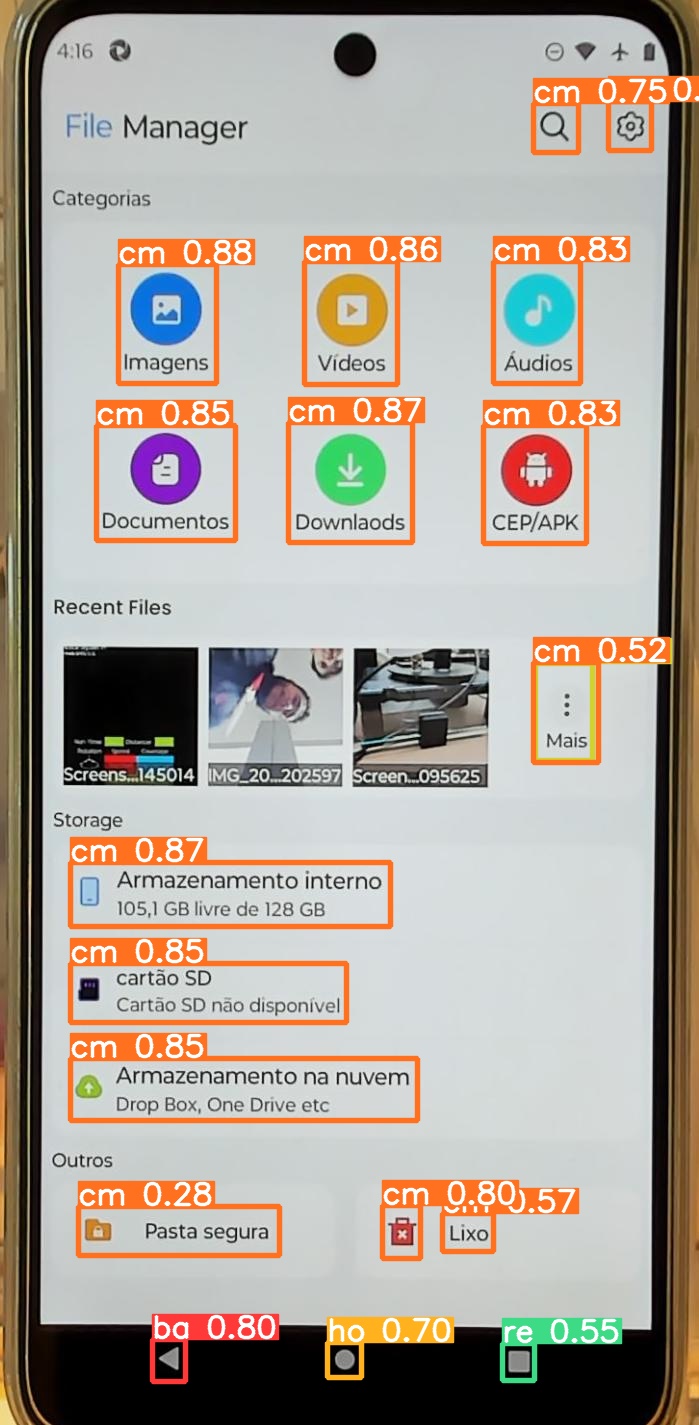 4:16
cm 0.75 0.
File Manager
Categorias
cm 0.88 cm 0.86 cm 0.83
Imagens Vídeos Áudios
cm 0.85 cm 0.87 cm 0.83
Documentos Downlaods CEP/APK
Recent Files
cm 0.52
Mais
Screens...145014 IMG_20...202597 Screen...095625
Storage
cm 0.87
Armazenamento interno
105,1 GB livre de 128 GB
cm 0.85
cartão SD
Cartão SD não disponível
cm 0.85
Armazenamento na nuvem
Drop Box, One Drive etc
Outros
cm 0.28 cm 0.80 0.57
Pasta segura Lixo
ba 0.80 ho 0.70 re 0.55